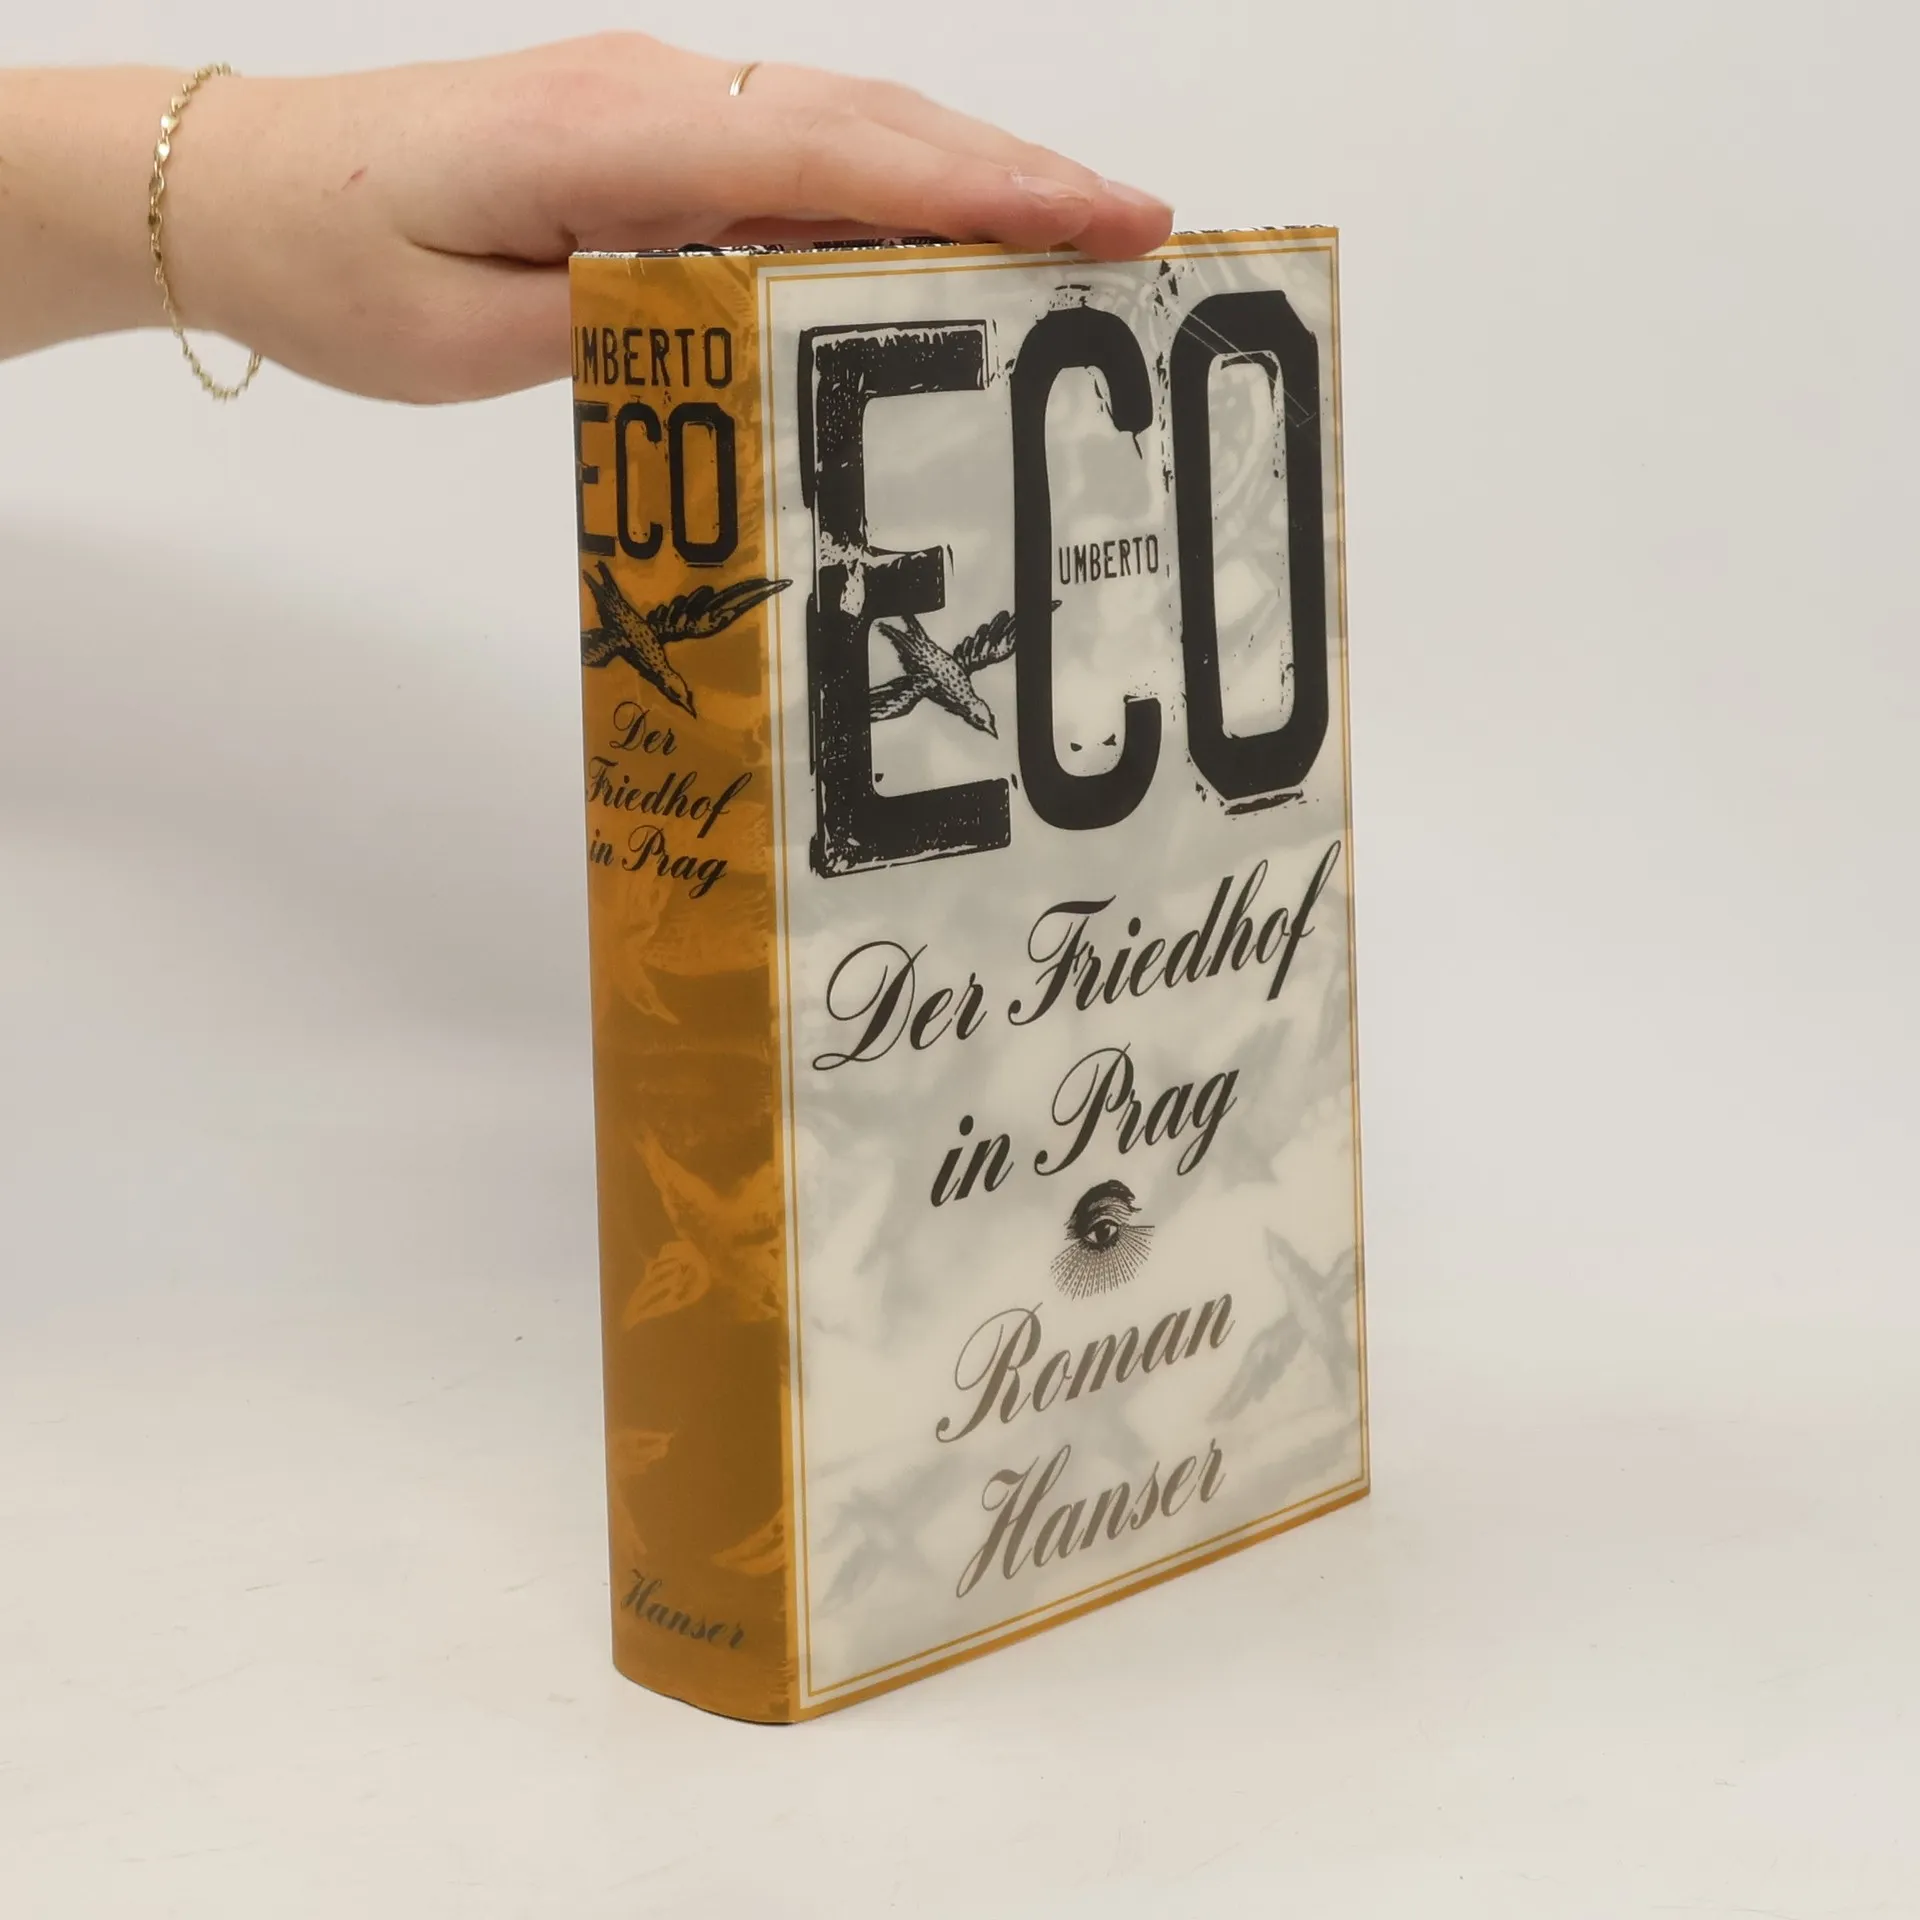 UMBERTO
ECO
Der
Friedhof
in Prag
Hanser
ECO
UMBERTO
Der Friedhof
in Prag
Roman
Hanser